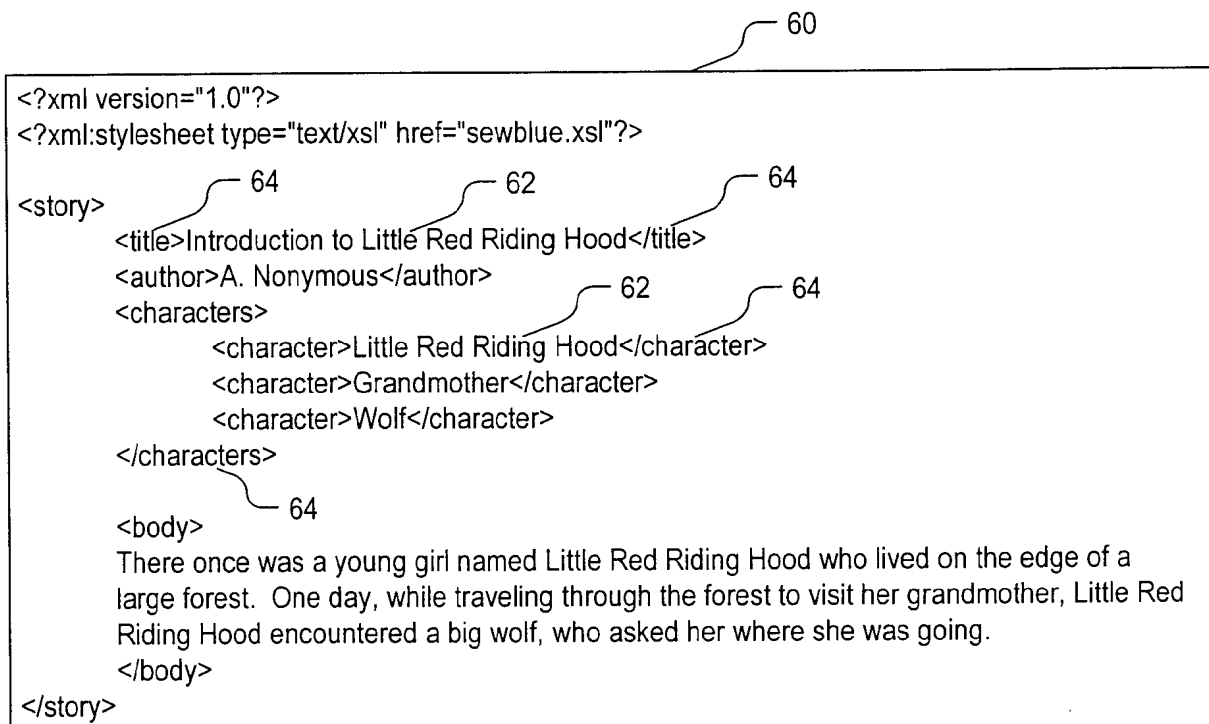 60
<?xml version="1.0"?>
<?xml:stylesheet type="text/xsl" href="sewblue.xsl"?>
64 62 64
<story>
<title>Introduction to Little Red Riding Hood</title>
<author>A. Nonymous</author>
62 64
<characters>
<character>Little Red Riding Hood</character>
<character>Grandmother</character>
<character>Wolf</character>
</characters>
64
<body>
There once was a young girl named Little Red Riding Hood who lived on the edge of a
large forest.  One day, while traveling through the forest to visit her grandmother, Little Red
Riding Hood encountered a big wolf, who asked her where she was going.
</body>
</story>